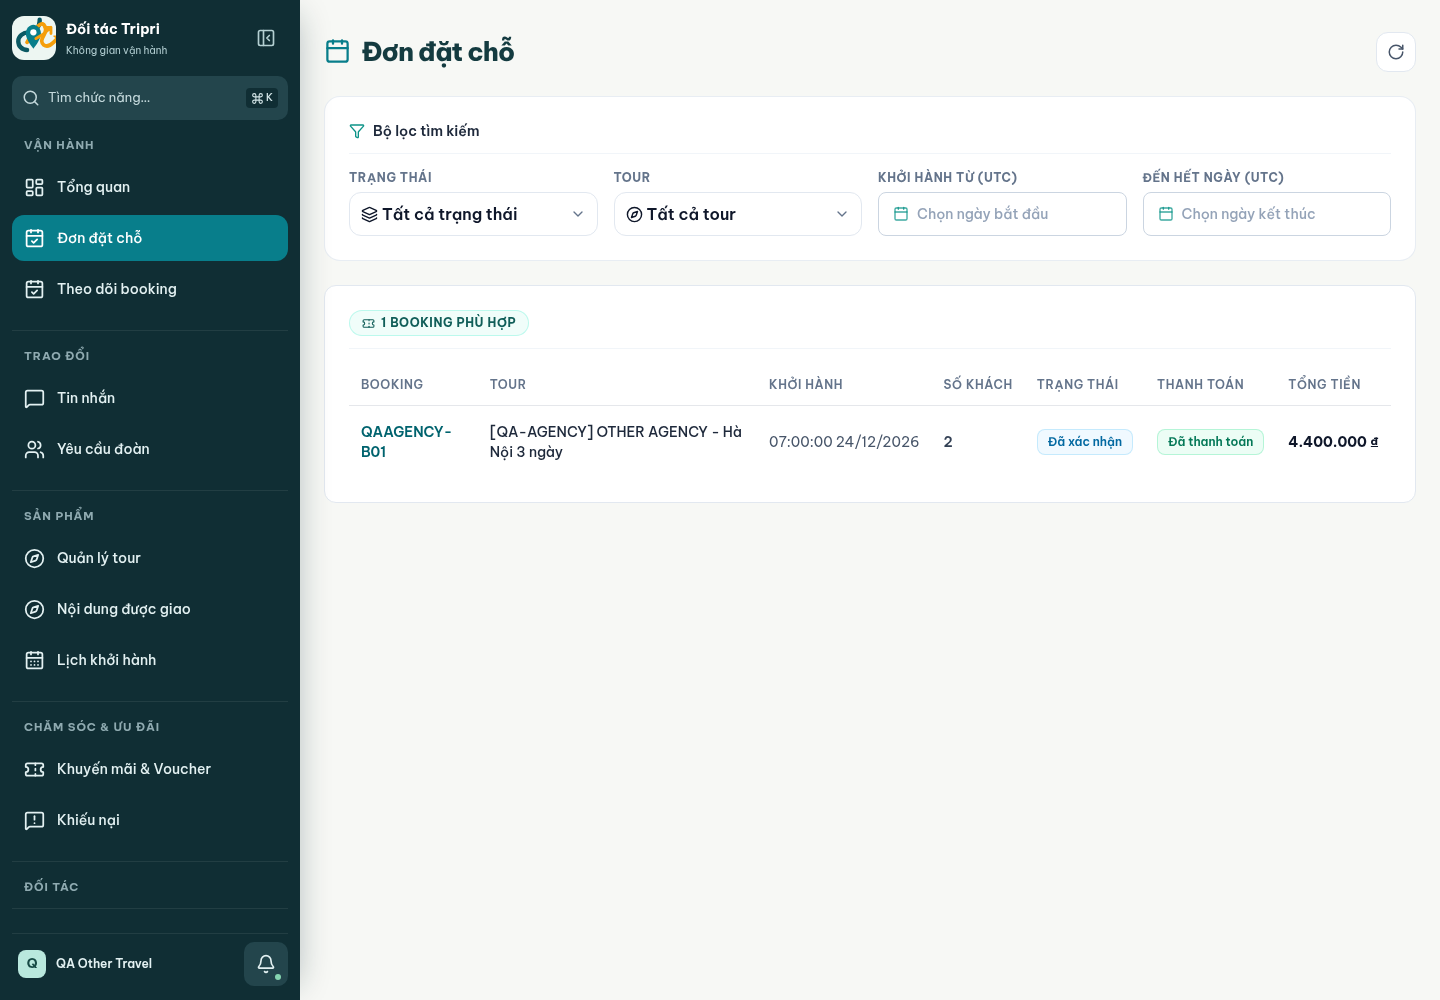 Đối tác Tripri
Không gian vận hành
Tìm chức năng...
⌘K
VẬN HÀNH
Tổng quan
Đơn đặt chỗ
Theo dõi booking
TRAO ĐỔI
Tin nhắn
Yêu cầu đoàn
SẢN PHẨM
Quản lý tour
Nội dung được giao
Lịch khởi hành
CHĂM SÓC & ƯU ĐÃI
Khuyến mãi & Voucher
Khiếu nại
ĐỐI TÁC
Q
QA Other Travel
Đơn đặt chỗ
Bộ lọc tìm kiếm
TRẠNG THÁI
TOUR
KHỞI HÀNH TỪ (UTC)
ĐẾN HẾT NGÀY (UTC)
Tất cả trạng thái
Tất cả tour
Chọn ngày bắt đầu
Chọn ngày kết thúc
1 BOOKING PHÙ HỢP
BOOKING
TOUR
KHỞI HÀNH
SỐ KHÁCH
TRẠNG THÁI
THANH TOÁN
TỔNG TIỀN
QAAGENCY-
B01
[QA-AGENCY] OTHER AGENCY - Hà
Nội 3 ngày
07:00:00 24/12/2026
2
Đã xác nhận
Đã thanh toán
4.400.000 ₫